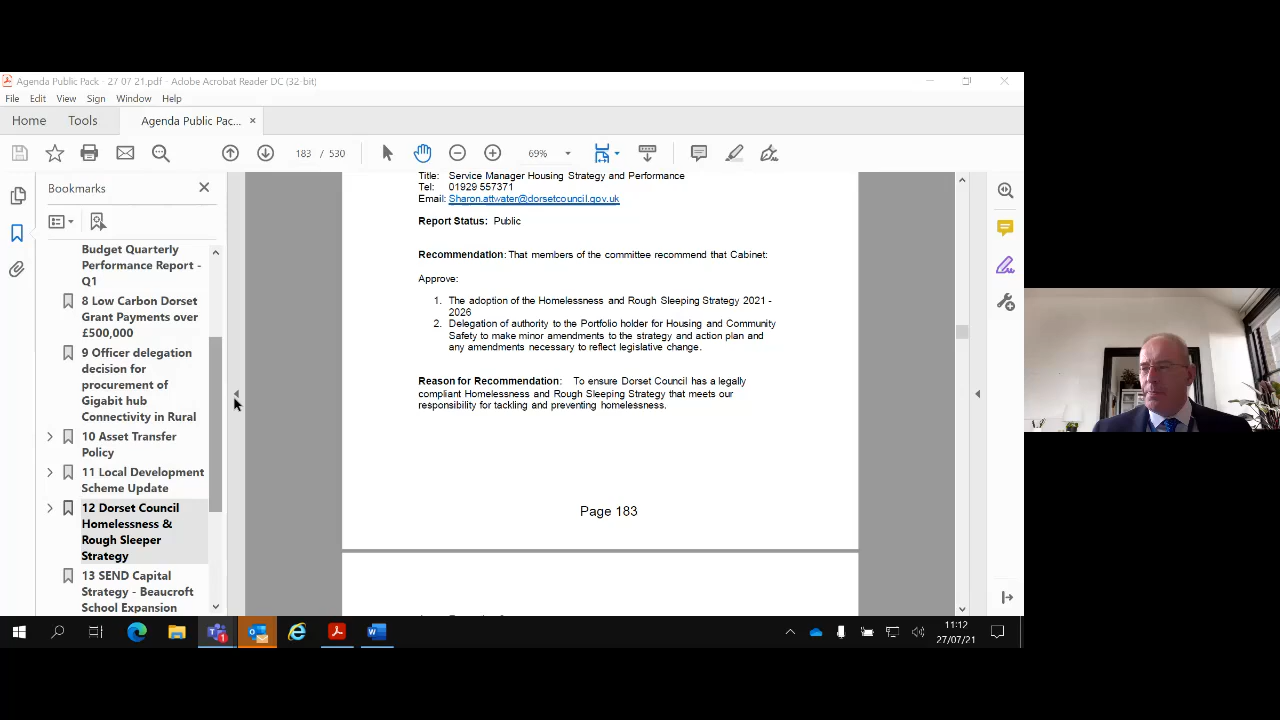 Agenda Public Pack - 27 07 21.pdf - Adobe Acrobat Reader DC (32-bit)
File Edit View Sign Window Help
Home Tools Agenda Public Pac... ×
183 / 530 69%
Bookmarks
Budget Quarterly
Performance Report -
Q1
8 Low Carbon Dorset
Grant Payments over
£500,000
9 Officer delegation
decision for
procurement of
Gigabit hub
Connectivity in Rural
10 Asset Transfer
Policy
11 Local Development
Scheme Update
12 Dorset Council
Homelessness &
Rough Sleeper
Strategy
13 SEND Capital
Strategy - Beaucroft
School Expansion
Title: Service Manager Housing Strategy and Performance
Tel: 01929 557371
Email: Sharon.attwater@dorsetcouncil.gov.uk
Report Status: Public
Recommendation: That members of the committee recommend that Cabinet:
Approve:
1. The adoption of the Homelessness and Rough Sleeping Strategy 2021 -
2026
2. Delegation of authority to the Portfolio holder for Housing and Community
Safety to make minor amendments to the strategy and action plan and
any amendments necessary to reflect legislative change.
Reason for Recommendation: To ensure Dorset Council has a legally
compliant Homelessness and Rough Sleeping Strategy that meets our
responsibility for tackling and preventing homelessness.
Page 183
11:12
27/07/21